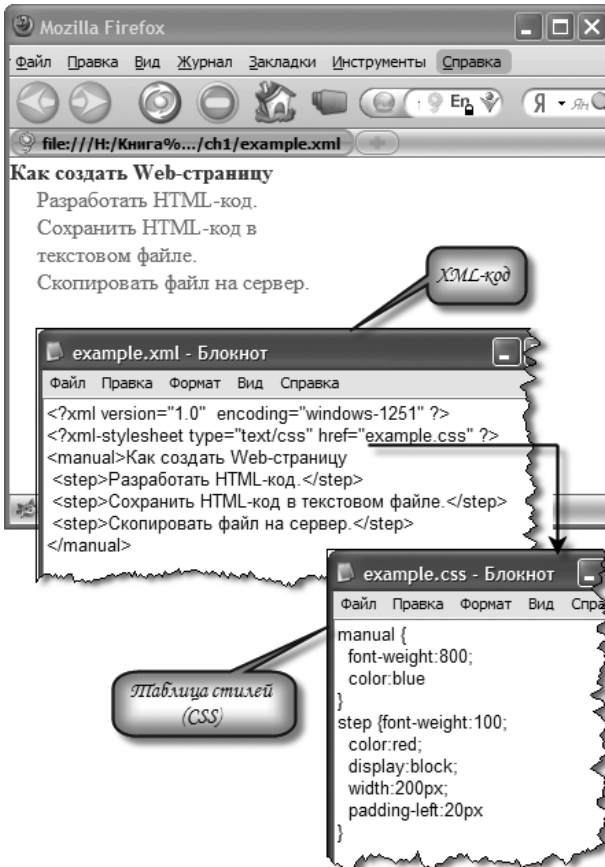 Mozilla Firefox
Файл Правка Вид Журнал Закладки Инструменты Справка
En Я Ян
file:///H:/Книга%.../ch1/example.xml
Как создать Web-страницу
Разработать HTML-код.
Сохранить HTML-код в
текстовом файле.
Скопировать файл на сервер.
XML-код
example.xml - Блокнот
Файл Правка Формат Вид Справка
<?xml version="1.0" encoding="windows-1251" ?>
<?xml-stylesheet type="text/css" href="example.css" ?>
<manual>Как создать Web-страницу
<step>Разработать HTML-код.</step>
<step>Сохранить HTML-код в текстовом файле.</step>
<step>Скопировать файл на сервер.</step>
</manual>
example.css - Блокнот
Файл Правка Формат Вид Спра
manual {
font-weight:800;
color:blue
}
step {font-weight:100;
color:red;
display:block;
width:200px;
padding-left:20px
}
Таблица стилей
(CSS)